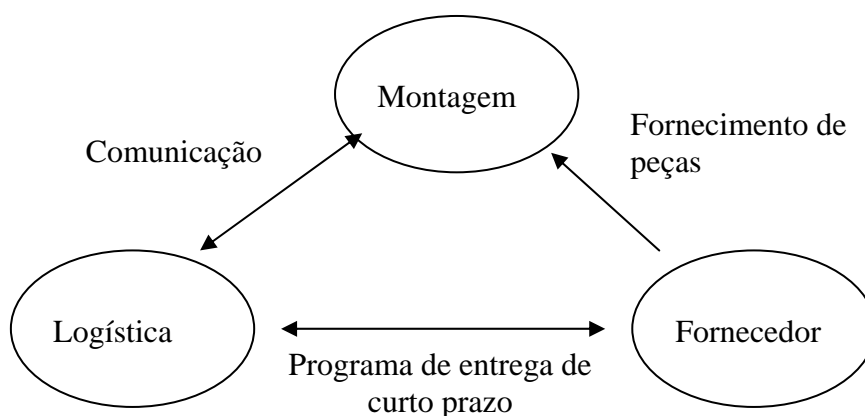 Montagem
Comunicação
Fornecimento de
peças
Logística
Fornecedor
Programa de entrega de
curto prazo